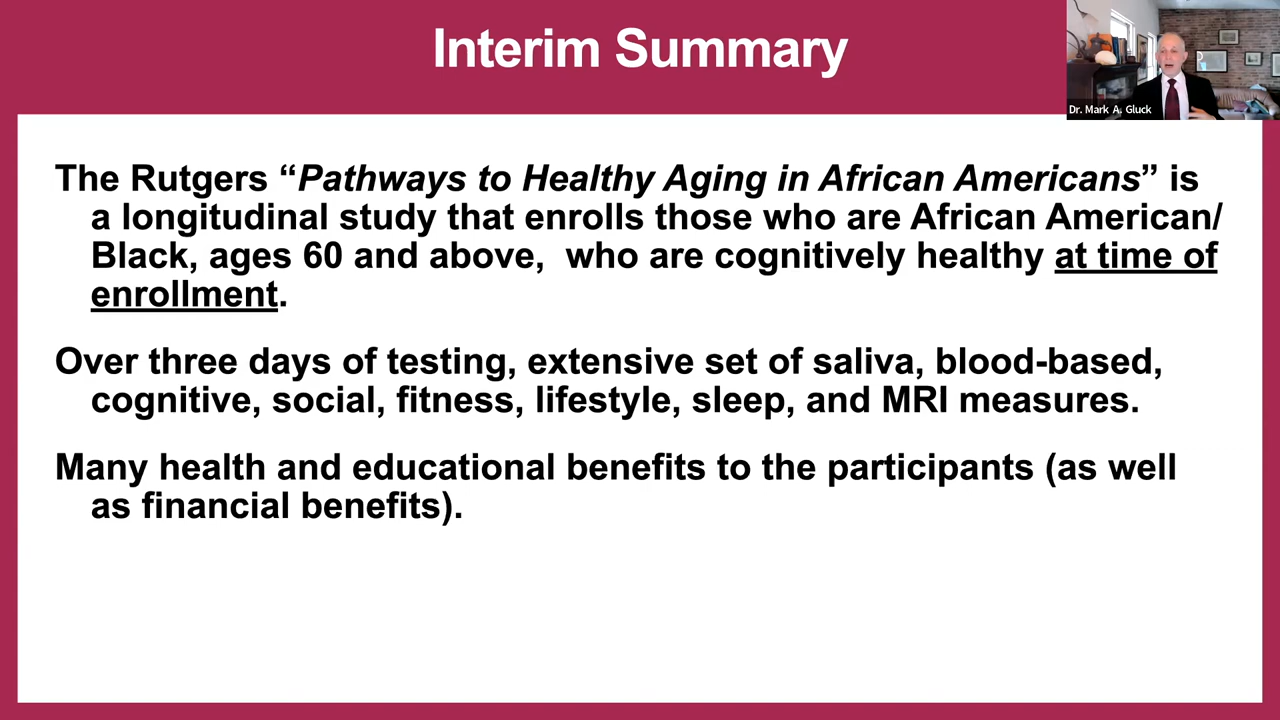 Interim Summary
Dr. Mark A. Gluck
The Rutgers “Pathways to Healthy Aging in African Americans” is
a longitudinal study that enrolls those who are African American/
Black, ages 60 and above,  who are cognitively healthy at time of
enrollment.
Over three days of testing, extensive set of saliva, blood-based,
cognitive, social, fitness, lifestyle, sleep, and MRI measures.
Many health and educational benefits to the participants (as well
as financial benefits).